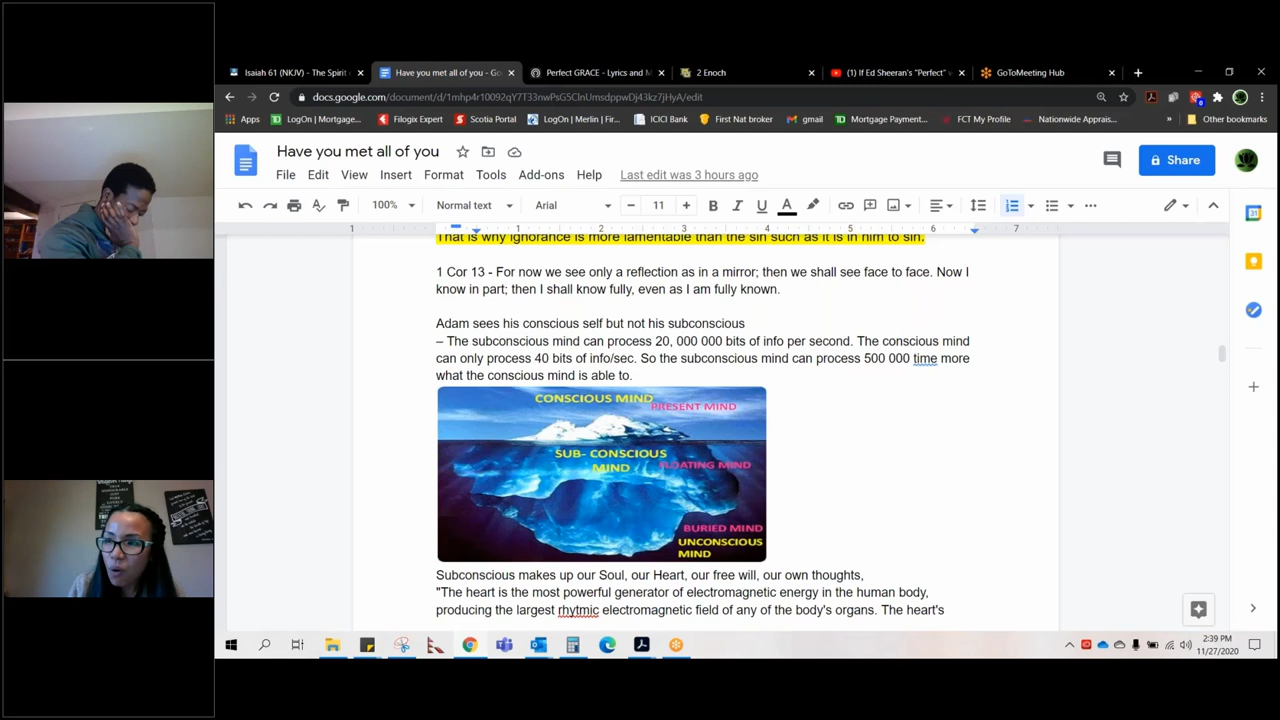 Isaiah 61 (NKJV) - The Spirit
Have you met all of you - Go
Perfect GRACE - Lyrics and M
2 Enoch
(1) If Ed Sheeran's "Perfect" w
GoToMeeting Hub
docs.google.com/document/d/1mhp4r10092qY7T33nwPsG5ClnUmsdppwDj43kz7jHyA/edit
Apps
LogOn | Mortgage...
Filogix Expert
Scotia Portal
LogOn | Merlin | Fir...
ICICI Bank
First Nat broker
gmail
Mortgage Payment...
FCT My Profile
Nationwide Apprais...
»
Other bookmarks
Have you met all of you
Share
File Edit View Insert Format Tools Add-ons Help Last edit was 3 hours ago
100% Normal text Arial 11 B I U A
1 1 2 3 4 5 6 7
That is why ignorance is more lamentable than the sin such as it is in him to sin.
1 Cor 13 - For now we see only a reflection as in a mirror; then we shall see face to face. Now I
know in part; then I shall know fully, even as I am fully known.
Adam sees his conscious self but not his subconscious
– The subconscious mind can process 20, 000 000 bits of info per second. The conscious mind
can only process 40 bits of info/sec. So the subconscious mind can process 500 000 time more
what the conscious mind is able to.
CONSCIOUS MIND
PRESENT MIND
SUB- CONSCIOUS
MIND
FLOATING MIND
BURIED MIND
UNCONSCIOUS
MIND
Subconscious makes up our Soul, our Heart, our free will, our own thoughts,
"The heart is the most powerful generator of electromagnetic energy in the human body,
producing the largest rhytmic electromagnetic field of any of the body's organs. The heart's
2:39 PM
11/27/2020